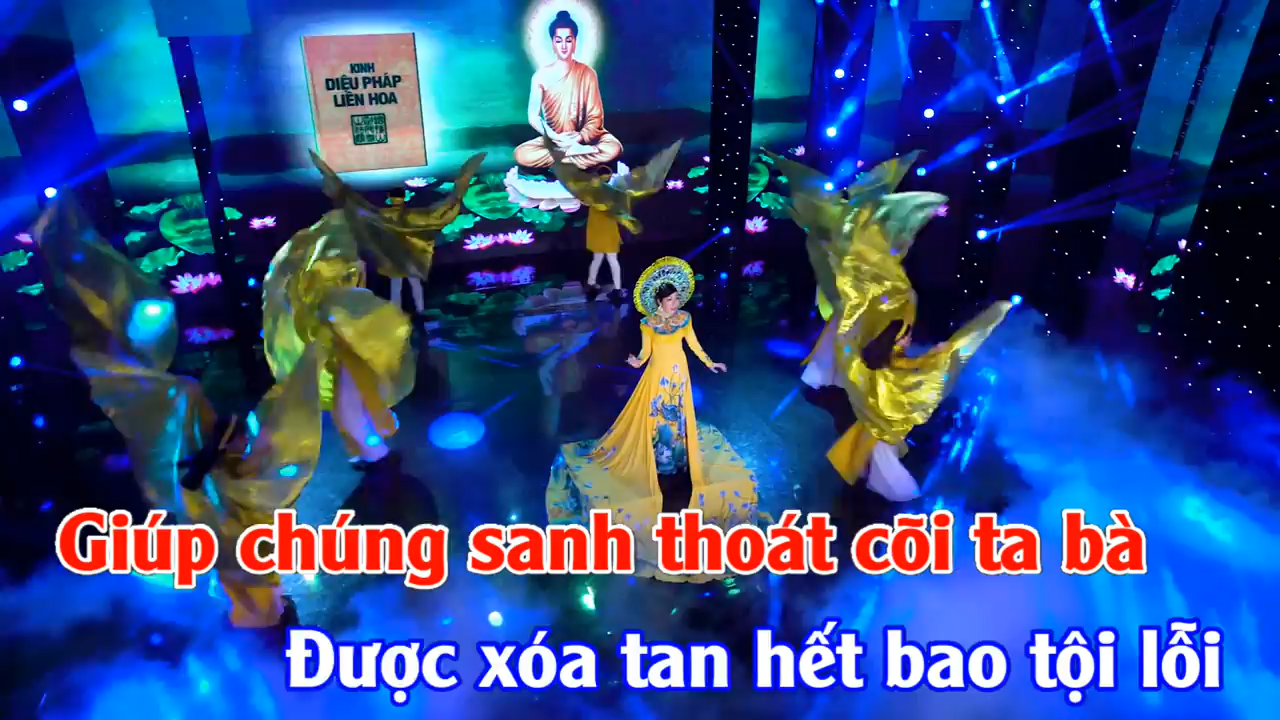 KINH
DIỆU PHÁP
LIÊN HOA
Giúp chúng sanh thoát cõi ta bà
Được xóa tan hết bao tội lỗi